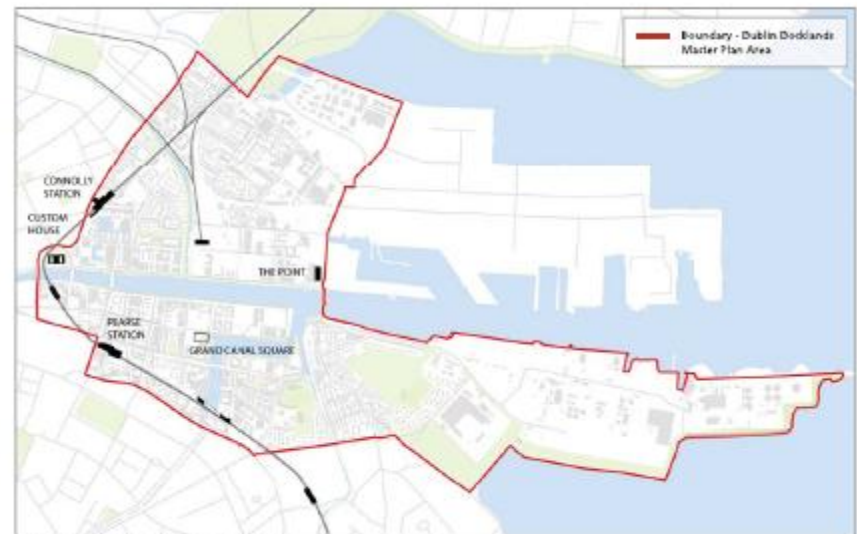 Boundary - Dublin Docklands
Master Plan Area
CONNOLLY
STATION
CUSTOM
HOUSE
THE POINT
PEARSE
STATION
GRAND CANAL SQUARE